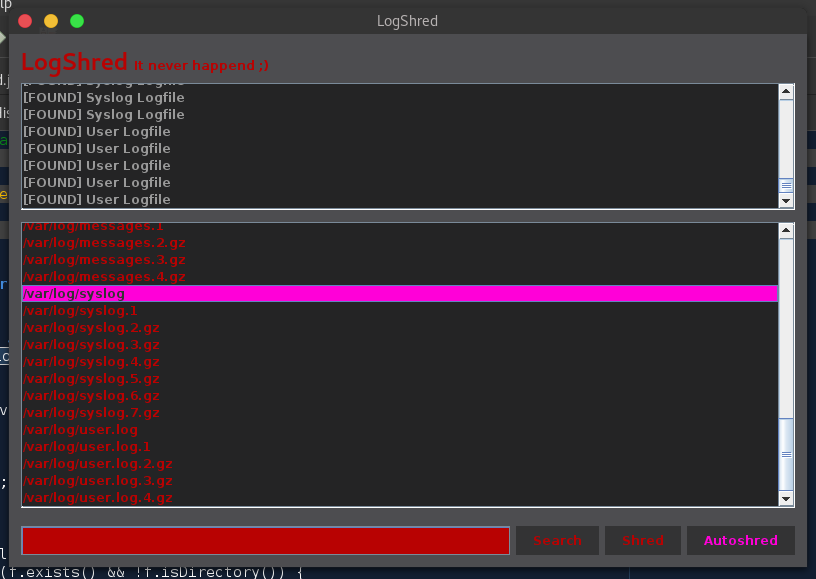 LogShred
LogShred It never happend ;)
[FOUND] Syslog Logfile
[FOUND] Syslog Logfile
[FOUND] Syslog Logfile
[FOUND] User Logfile
[FOUND] User Logfile
[FOUND] User Logfile
[FOUND] User Logfile
[FOUND] User Logfile
/var/log/messages.1
/var/log/messages.2.gz
/var/log/messages.3.gz
/var/log/messages.4.gz
/var/log/syslog
/var/log/syslog.1
/var/log/syslog.2.gz
/var/log/syslog.3.gz
/var/log/syslog.4.gz
/var/log/syslog.5.gz
/var/log/syslog.6.gz
/var/log/syslog.7.gz
/var/log/user.log
/var/log/user.log.1
/var/log/user.log.2.gz
/var/log/user.log.3.gz
/var/log/user.log.4.gz
Search Shred Autoshred
(f.exists() && !f.isDirectory()) {